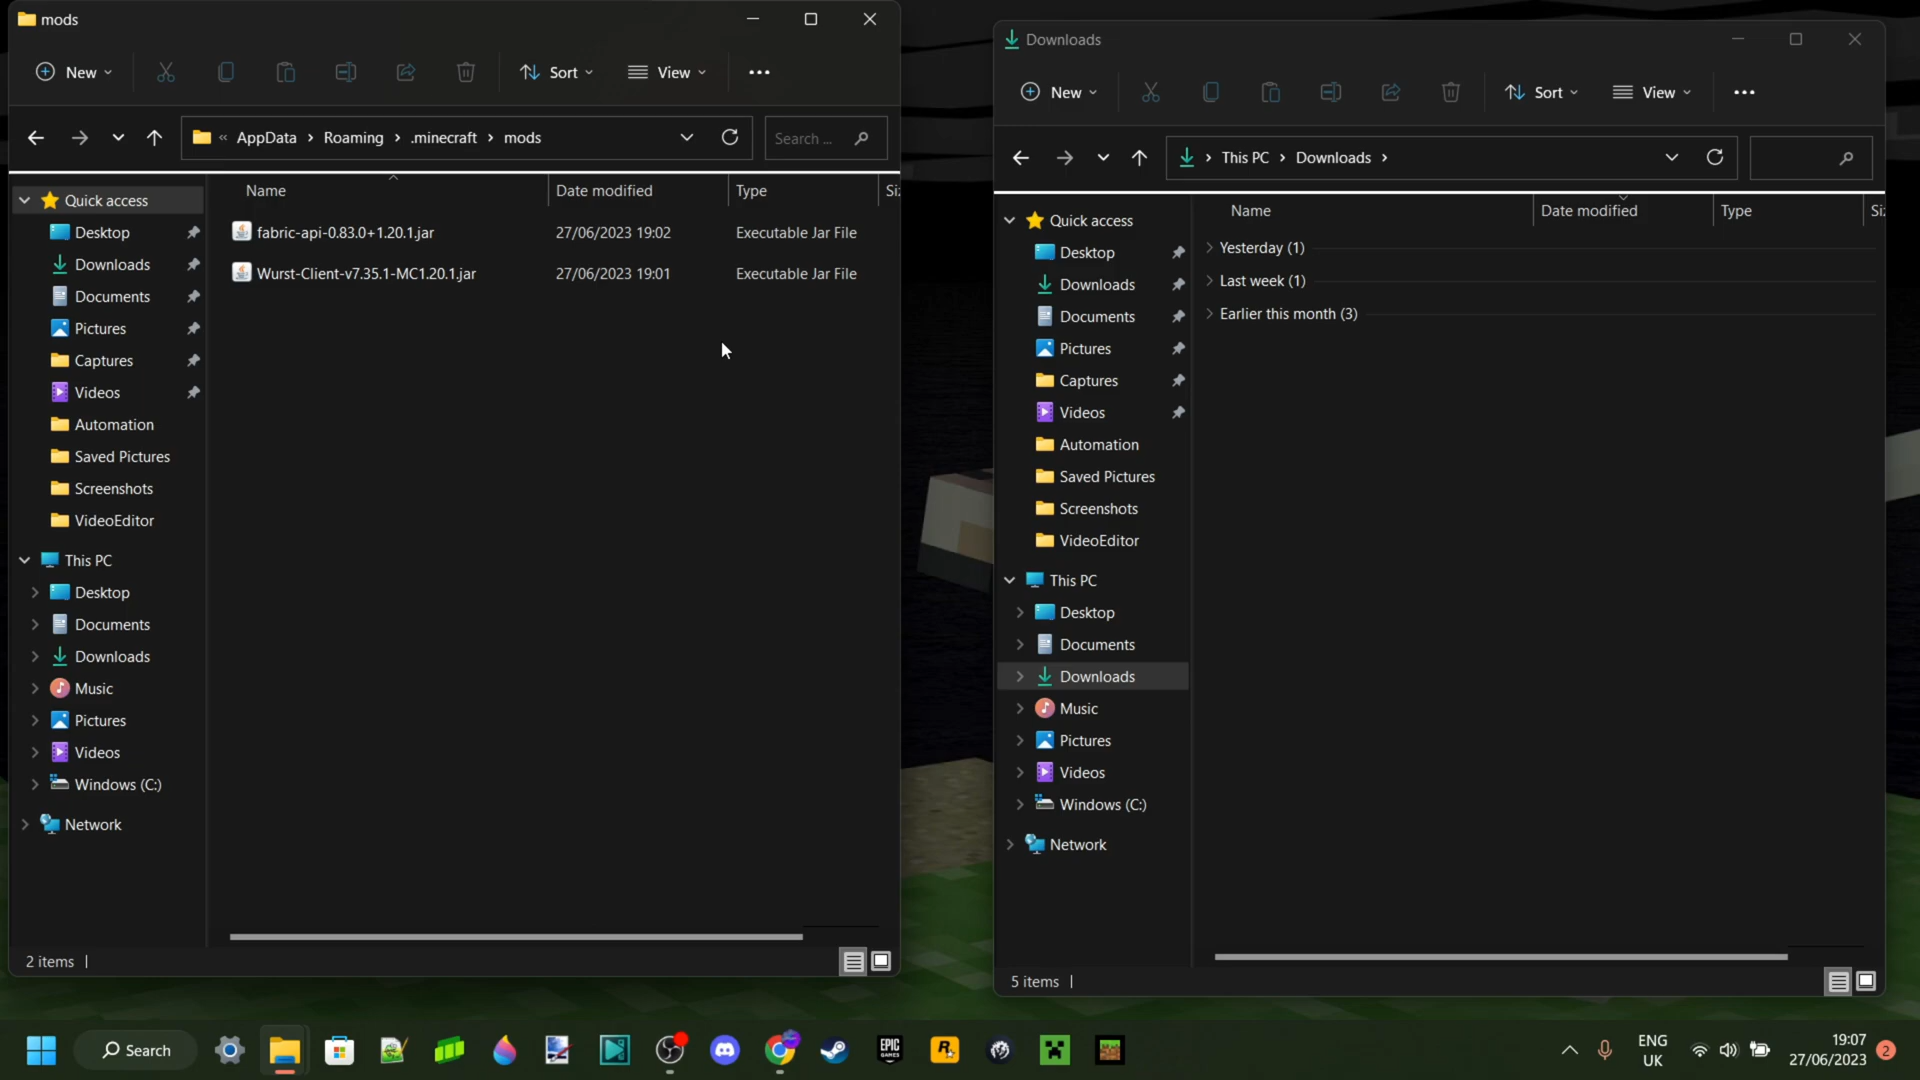 mods
New
Sort
View
« AppData > Roaming > .minecraft > mods
Search ...
Quick access
Desktop
Downloads
Documents
Pictures
Captures
Videos
Automation
Saved Pictures
Screenshots
VideoEditor
This PC
Desktop
Documents
Downloads
Music
Pictures
Videos
Windows (C:)
Network
Name Date modified Type Si
fabric-api-0.83.0+1.20.1.jar 27/06/2023 19:02 Executable Jar File
Wurst-Client-v7.35.1-MC1.20.1.jar 27/06/2023 19:01 Executable Jar File
2 items
Downloads
New
Sort
View
> This PC > Downloads >
Quick access
Desktop
Downloads
Documents
Pictures
Captures
Videos
Automation
Saved Pictures
Screenshots
VideoEditor
This PC
Desktop
Documents
Downloads
Music
Pictures
Videos
Windows (C:)
Network
Name Date modified Type Si
Yesterday (1)
Last week (1)
Earlier this month (3)
5 items
Search
EPIC GAMES
R
ENG
UK
19:07
27/06/2023
2